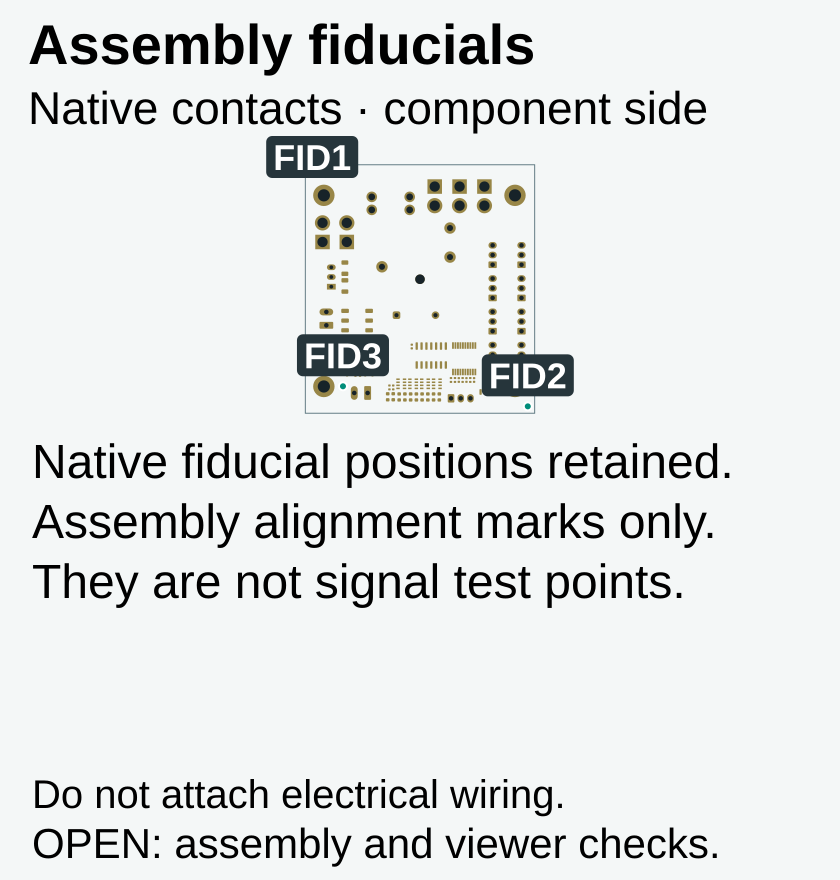 Assembly fiducials
Native contacts · component side
FID1
FID3
FID2
Native fiducial positions retained.
Assembly alignment marks only.
They are not signal test points.
Do not attach electrical wiring.
OPEN: assembly and viewer checks.